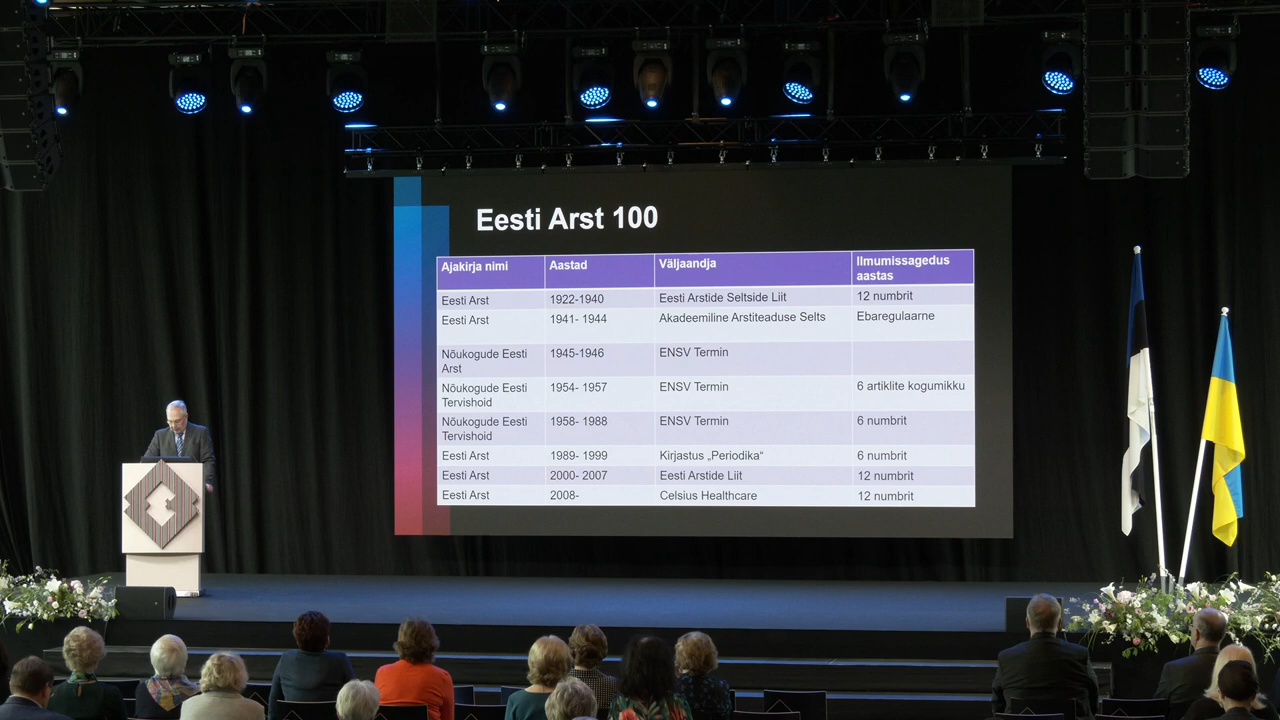 Eesti Arst 100
Ajakirja nimi Aastad Väljaandja Ilmumissagedus aastas
Eesti Arst 1922-1940 Eesti Arstide Seltside Liit 12 numbrit
Eesti Arst 1941- 1944 Akadeemiline Arstiteaduse Selts Ebaregulaarne
Nõukogude Eesti Arst 1945-1946 ENSV Termin
Nõukogude Eesti Tervishoid 1954- 1957 ENSV Termin 6 artiklite kogumikku
Nõukogude Eesti Tervishoid 1958- 1988 ENSV Termin 6 numbrit
Eesti Arst 1989- 1999 Kirjastus „Periodika“ 6 numbrit
Eesti Arst 2000- 2007 Eesti Arstide Liit 12 numbrit
Eesti Arst 2008- Celsius Healthcare 12 numbrit